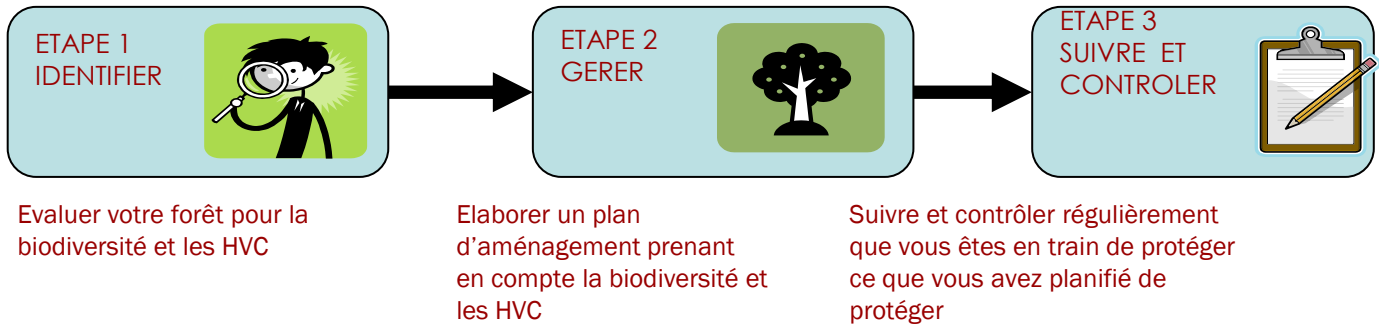 ETAPE 1
IDENTIFIER
ETAPE 2
GERER
ETAPE 3
SUIVRE ET
CONTROLER
Evaluer votre forêt pour la
biodiversité et les HVC
Elaborer un plan
d’aménagement prenant
en compte la biodiversité et
les HVC
Suivre et contrôler régulièrement
que vous êtes en train de protéger
ce que vous avez planifié de
protéger